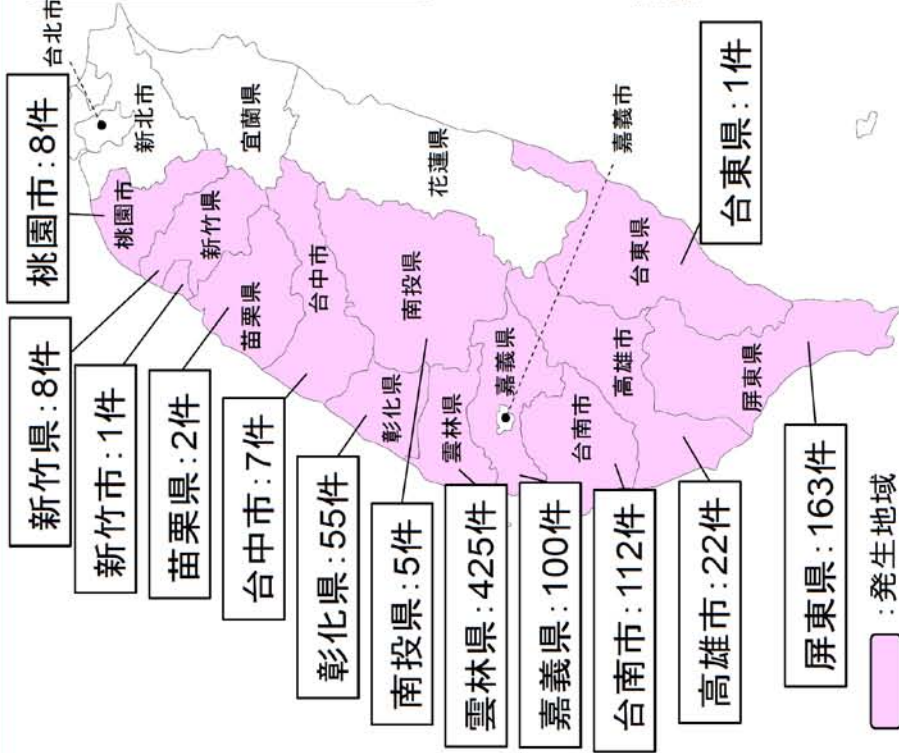 台北市
桃園市:8件
新北市
宜蘭県
新竹県:8件
桃園市
新竹県
新竹市:1件
苗栗県
苗栗県:2件
台中市
台中市:7件
花蓮県
南投県
彰化県
彰化県:55件
雲林県
南投県:5件
嘉義県
嘉義市
雲林県:425件
台南市
高雄市
台東県
台東県:1件
嘉義県:100件
台南市:112件
屏東県
高雄市:22件
屏東県:163件
:発生地域